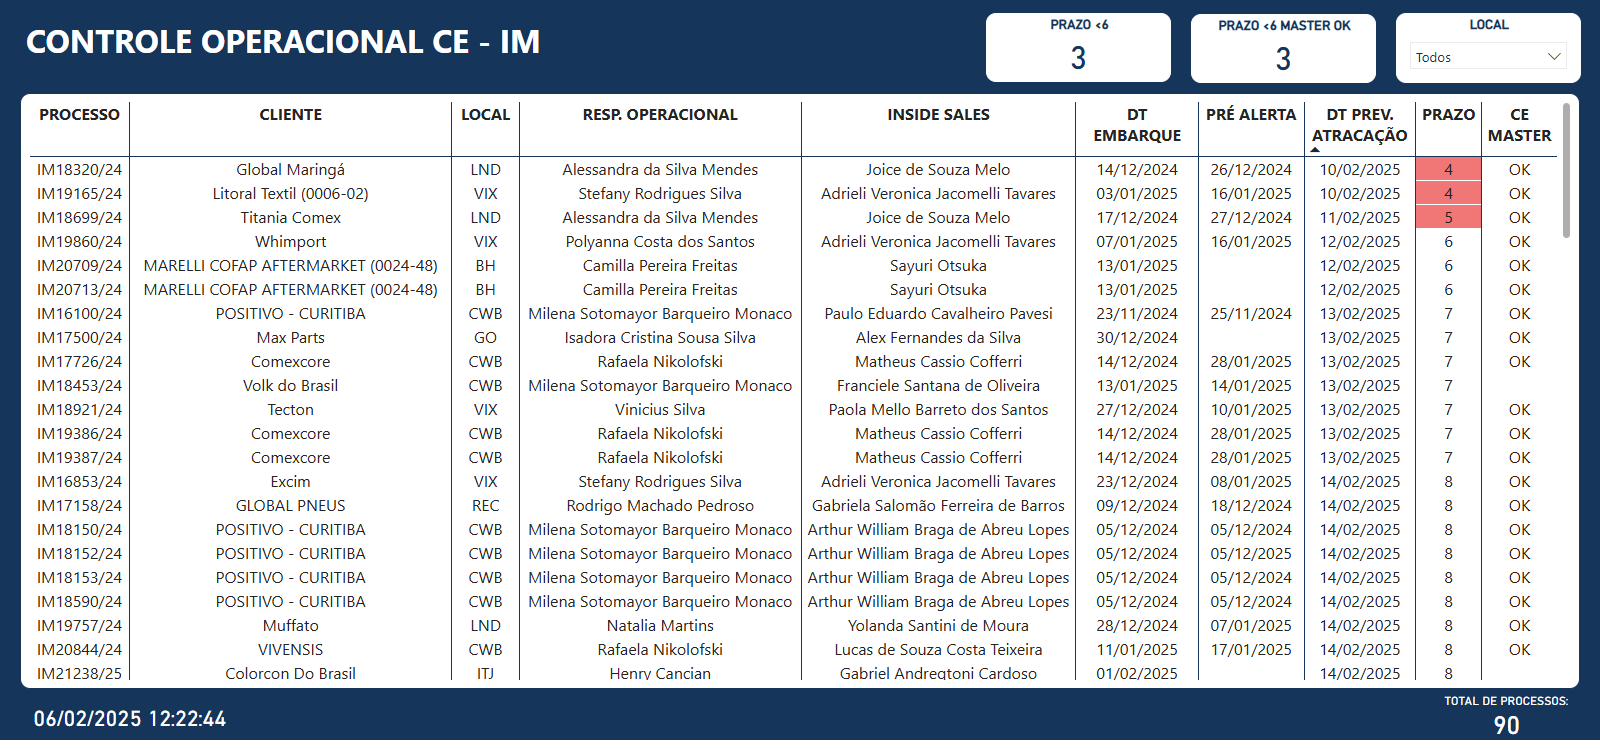 CONTROLE OPERACIONAL CE - IM
PRAZO <6
3
PRAZO <6 MASTER OK
3
LOCAL
Todos
PROCESSO CLIENTE LOCAL RESP. OPERACIONAL INSIDE SALES DT EMBARQUE PRÉ ALERTA DT PREV. ATRACAÇÃO PRAZO CE MASTER
IM18320/24 Global Maringá LND Alessandra da Silva Mendes Joice de Souza Melo 14/12/2024 26/12/2024 10/02/2025 4 OK
IM19165/24 Litoral Textil (0006-02) VIX Stefany Rodrigues Silva Adrieli Veronica Jacomelli Tavares 03/01/2025 16/01/2025 10/02/2025 4 OK
IM18699/24 Titania Comex LND Alessandra da Silva Mendes Joice de Souza Melo 17/12/2024 27/12/2024 11/02/2025 5 OK
IM19860/24 Whimport VIX Polyanna Costa dos Santos Adrieli Veronica Jacomelli Tavares 07/01/2025 16/01/2025 12/02/2025 6 OK
IM20709/24 MARELLI COFAP AFTERMARKET (0024-48) BH Camilla Pereira Freitas Sayuri Otsuka 13/01/2025 12/02/2025 6 OK
IM20713/24 MARELLI COFAP AFTERMARKET (0024-48) BH Camilla Pereira Freitas Sayuri Otsuka 13/01/2025 12/02/2025 6 OK
IM16100/24 POSITIVO - CURITIBA CWB Milena Sotomayor Barqueiro Monaco Paulo Eduardo Cavalheiro Pavesi 23/11/2024 25/11/2024 13/02/2025 7 OK
IM17500/24 Max Parts GO Isadora Cristina Sousa Silva Alex Fernandes da Silva 30/12/2024 13/02/2025 7 OK
IM17726/24 Comexcore CWB Rafaela Nikolofski Matheus Cassio Cofferri 14/12/2024 28/01/2025 13/02/2025 7 OK
IM18453/24 Volk do Brasil CWB Milena Sotomayor Barqueiro Monaco Franciele Santana de Oliveira 13/01/2025 14/01/2025 13/02/2025 7
IM18921/24 Tecton VIX Vinicius Silva Paola Mello Barreto dos Santos 27/12/2024 10/01/2025 13/02/2025 7 OK
IM19386/24 Comexcore CWB Rafaela Nikolofski Matheus Cassio Cofferri 14/12/2024 28/01/2025 13/02/2025 7 OK
IM19387/24 Comexcore CWB Rafaela Nikolofski Matheus Cassio Cofferri 14/12/2024 28/01/2025 13/02/2025 7 OK
IM16853/24 Excim VIX Stefany Rodrigues Silva Adrieli Veronica Jacomelli Tavares 23/12/2024 08/01/2025 14/02/2025 8 OK
IM17158/24 GLOBAL PNEUS REC Rodrigo Machado Pedroso Gabriela Salomão Ferreira de Barros 09/12/2024 18/12/2024 14/02/2025 8 OK
IM18150/24 POSITIVO - CURITIBA CWB Milena Sotomayor Barqueiro Monaco Arthur William Braga de Abreu Lopes 05/12/2024 05/12/2024 14/02/2025 8 OK
IM18152/24 POSITIVO - CURITIBA CWB Milena Sotomayor Barqueiro Monaco Arthur William Braga de Abreu Lopes 05/12/2024 05/12/2024 14/02/2025 8 OK
IM18153/24 POSITIVO - CURITIBA CWB Milena Sotomayor Barqueiro Monaco Arthur William Braga de Abreu Lopes 05/12/2024 05/12/2024 14/02/2025 8 OK
IM18590/24 POSITIVO - CURITIBA CWB Milena Sotomayor Barqueiro Monaco Arthur William Braga de Abreu Lopes 05/12/2024 05/12/2024 14/02/2025 8 OK
IM19757/24 Muffato LND Natalia Martins Yolanda Santini de Moura 28/12/2024 07/01/2025 14/02/2025 8 OK
IM20844/24 VIVENSIS CWB Rafaela Nikolofski Lucas de Souza Costa Teixeira 11/01/2025 17/01/2025 14/02/2025 8 OK
IM21238/25 Colorcon Do Brasil ITJ Henry Cancian Gabriel Andregtoni Cardoso 01/02/2025 14/02/2025 8
06/02/2025 12:22:44
TOTAL DE PROCESSOS:
90